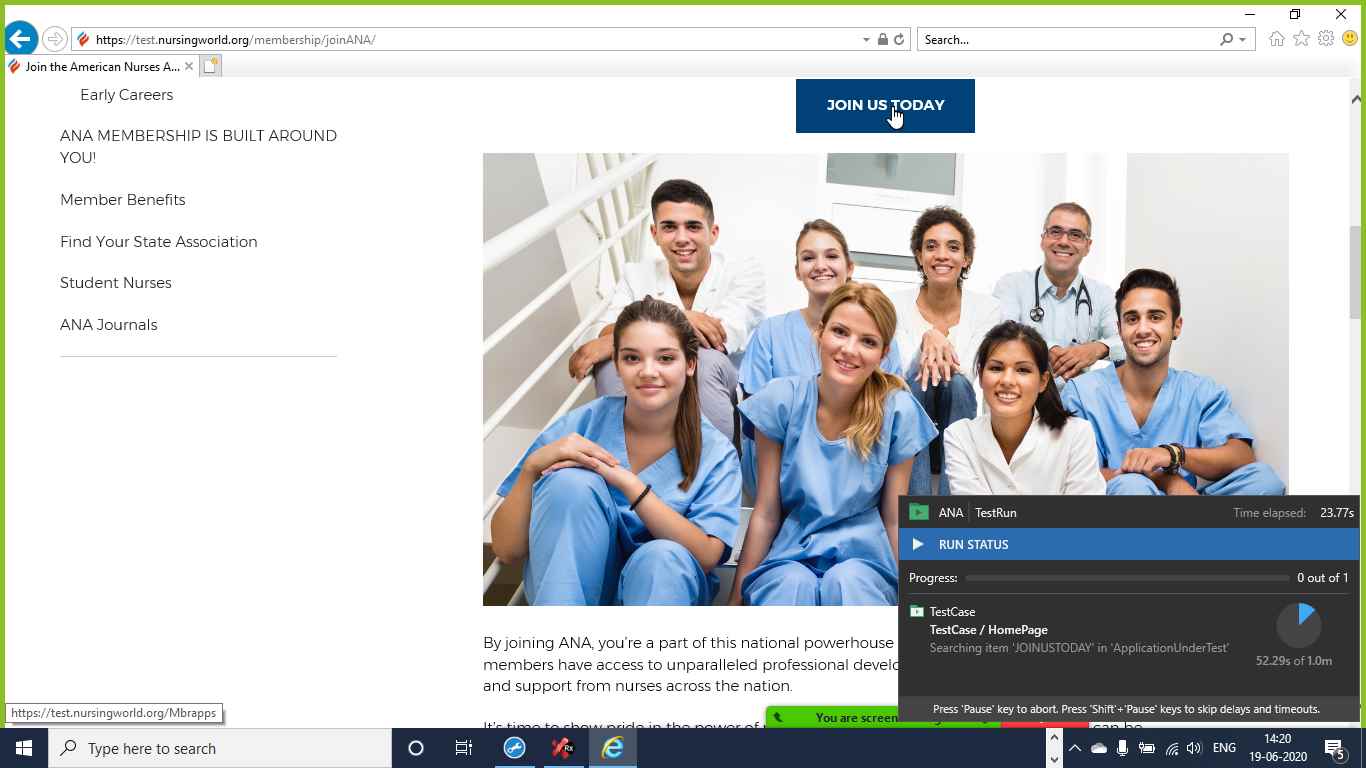 https://test.nursingworld.org/membership/joinANA/
Search...
Join the American Nurses A...
Early Careers
ANA MEMBERSHIP IS BUILT AROUND
YOU!
Member Benefits
Find Your State Association
Student Nurses
ANA Journals
JOIN US TODAY
By joining ANA, you're a part of this national powerhouse
members have access to unparalleled professional develo
and support from nurses across the nation.
It's time to show pride in the power of
can be
ANA TestRun
Time elapsed: 23.77s
RUN STATUS
Progress: 0 out of 1
TestCase
TestCase / HomePage
Searching item 'JOINUSTODAY' in 'ApplicationUnderTest'
52.29s of 1.0m
Press 'Pause' key to abort. Press 'Shift'+'Pause' keys to skip delays and timeouts.
https://test.nursingworld.org/Mbrapps
You are screen
Type here to search
Rx
ENG
14:20
19-06-2020
5